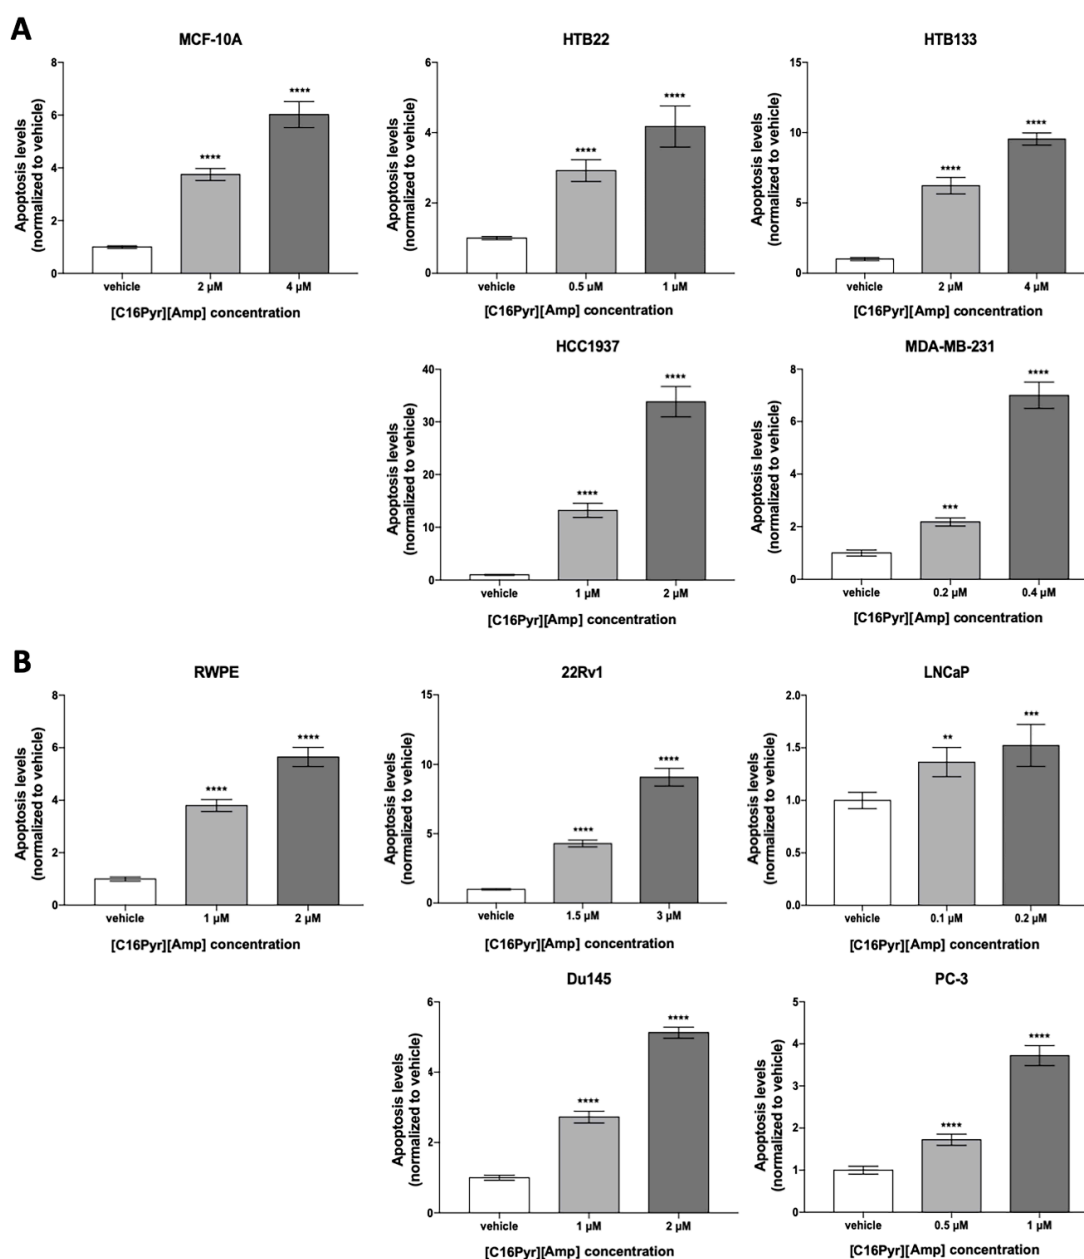 A
MCF-10A
Apoptosis levels
(normalized to vehicle)
8
6
4
2
0
****
****
vehicle
2 µM
4 µM
[C16Pyr][Amp] concentration
HTB22
Apoptosis levels
(normalized to vehicle)
6
4
2
0
****
****
vehicle
0.5 µM
1 µM
[C16Pyr][Amp] concentration
HTB133
Apoptosis levels
(normalized to vehicle)
15
10
5
0
****
****
vehicle
2 µM
4 µM
[C16Pyr][Amp] concentration
HCC1937
Apoptosis levels
(normalized to vehicle)
40
30
20
10
0
****
****
vehicle
1 µM
2 µM
[C16Pyr][Amp] concentration
MDA-MB-231
Apoptosis levels
(normalized to vehicle)
8
6
4
2
0
***
****
vehicle
0.2 µM
0.4 µM
[C16Pyr][Amp] concentration
B
RWPE
Apoptosis levels
(normalized to vehicle)
8
6
4
2
0
****
****
vehicle
1 µM
2 µM
[C16Pyr][Amp] concentration
22Rv1
Apoptosis levels
(normalized to vehicle)
15
10
5
0
****
****
vehicle
1.5 µM
3 µM
[C16Pyr][Amp] concentration
LNCaP
Apoptosis levels
(normalized to vehicle)
2.0
1.5
1.0
0.5
0.0
**
***
vehicle
0.1 µM
0.2 µM
[C16Pyr][Amp] concentration
Du145
Apoptosis levels
(normalized to vehicle)
6
4
2
0
****
****
vehicle
1 µM
2 µM
[C16Pyr][Amp] concentration
PC-3
Apoptosis levels
(normalized to vehicle)
5
4
3
2
1
0
****
****
vehicle
0.5 µM
1 µM
[C16Pyr][Amp] concentration